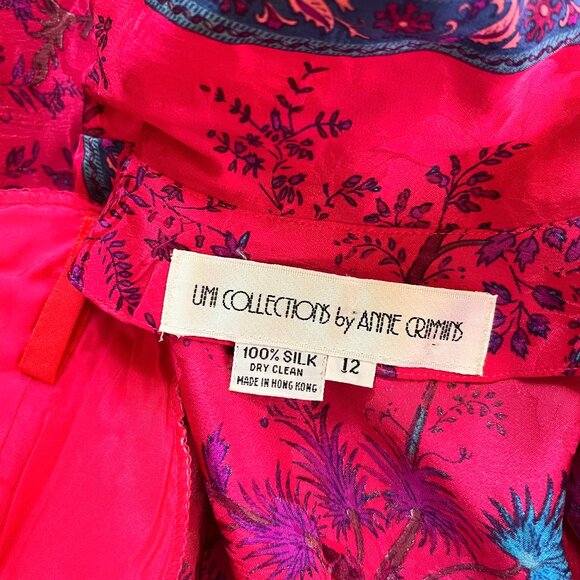 UMI COLLECTIONS by ANNE CRIMMINS
100% SILK
DRY CLEAN
MADE IN HONG KONG
12